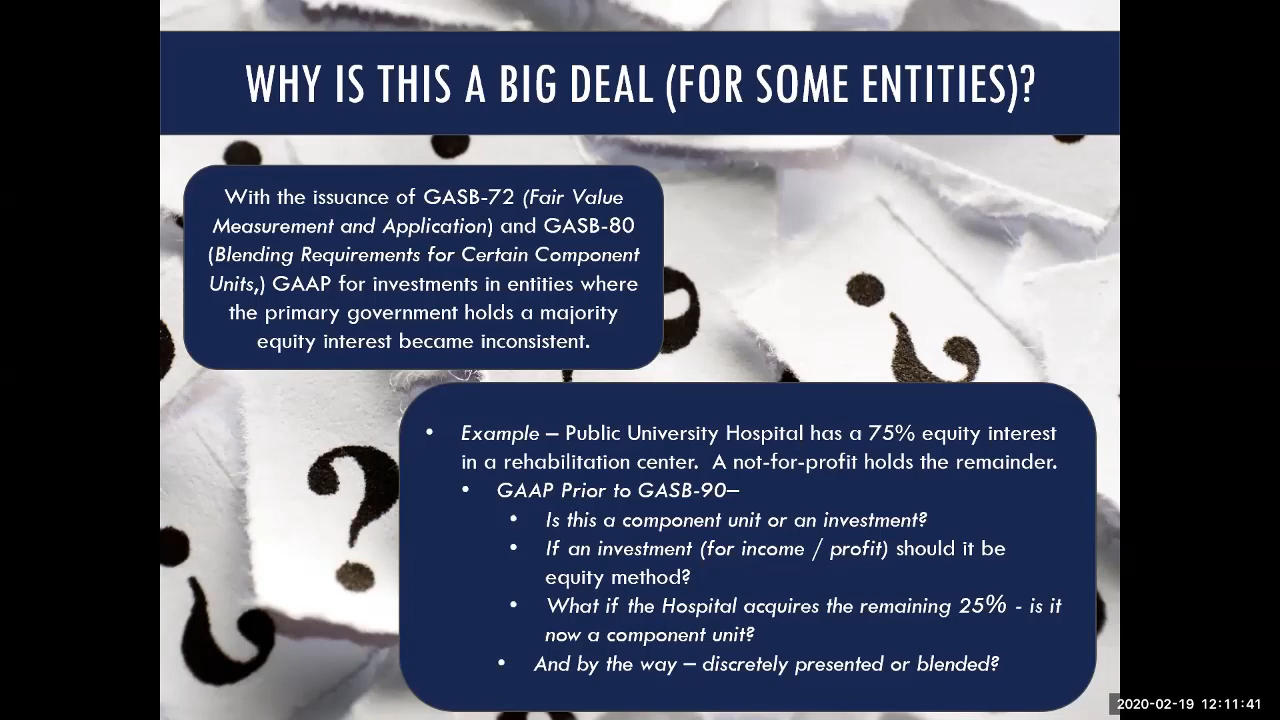 WHY IS THIS A BIG DEAL (FOR SOME ENTITIES)?
With the issuance of GASB-72 (Fair Value
Measurement and Application) and GASB-80
(Blending Requirements for Certain Component
Units,) GAAP for investments in entities where
the primary government holds a majority
equity interest became inconsistent.
• Example – Public University Hospital has a 75% equity interest
in a rehabilitation center.  A not-for-profit holds the remainder.
• GAAP Prior to GASB-90–
• Is this a component unit or an investment?
• If an investment (for income / profit) should it be
equity method?
• What if the Hospital acquires the remaining 25% - is it
now a component unit?
• And by the way – discretely presented or blended?
2020-02-19 12:11:41